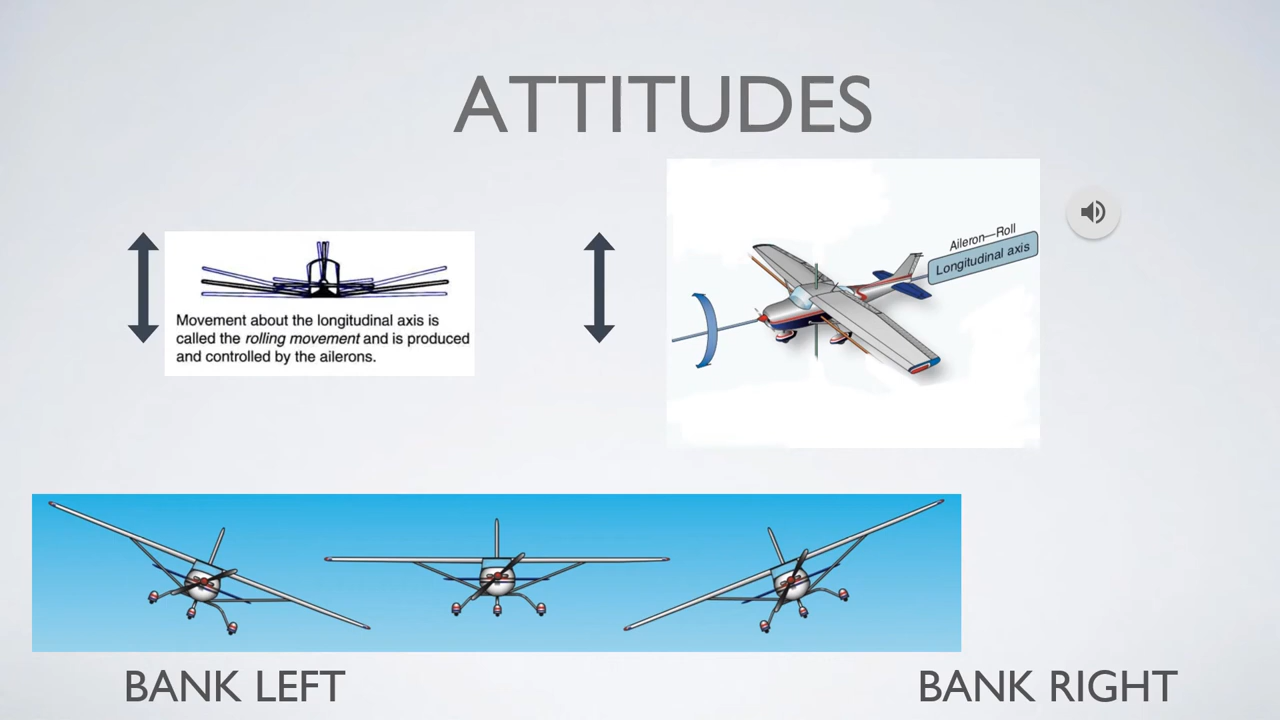 ATTITUDES
Aileron—Roll
Longitudinal axis
Movement about the longitudinal axis is
called the rolling movement and is produced
and controlled by the ailerons.
BANK LEFT
BANK RIGHT